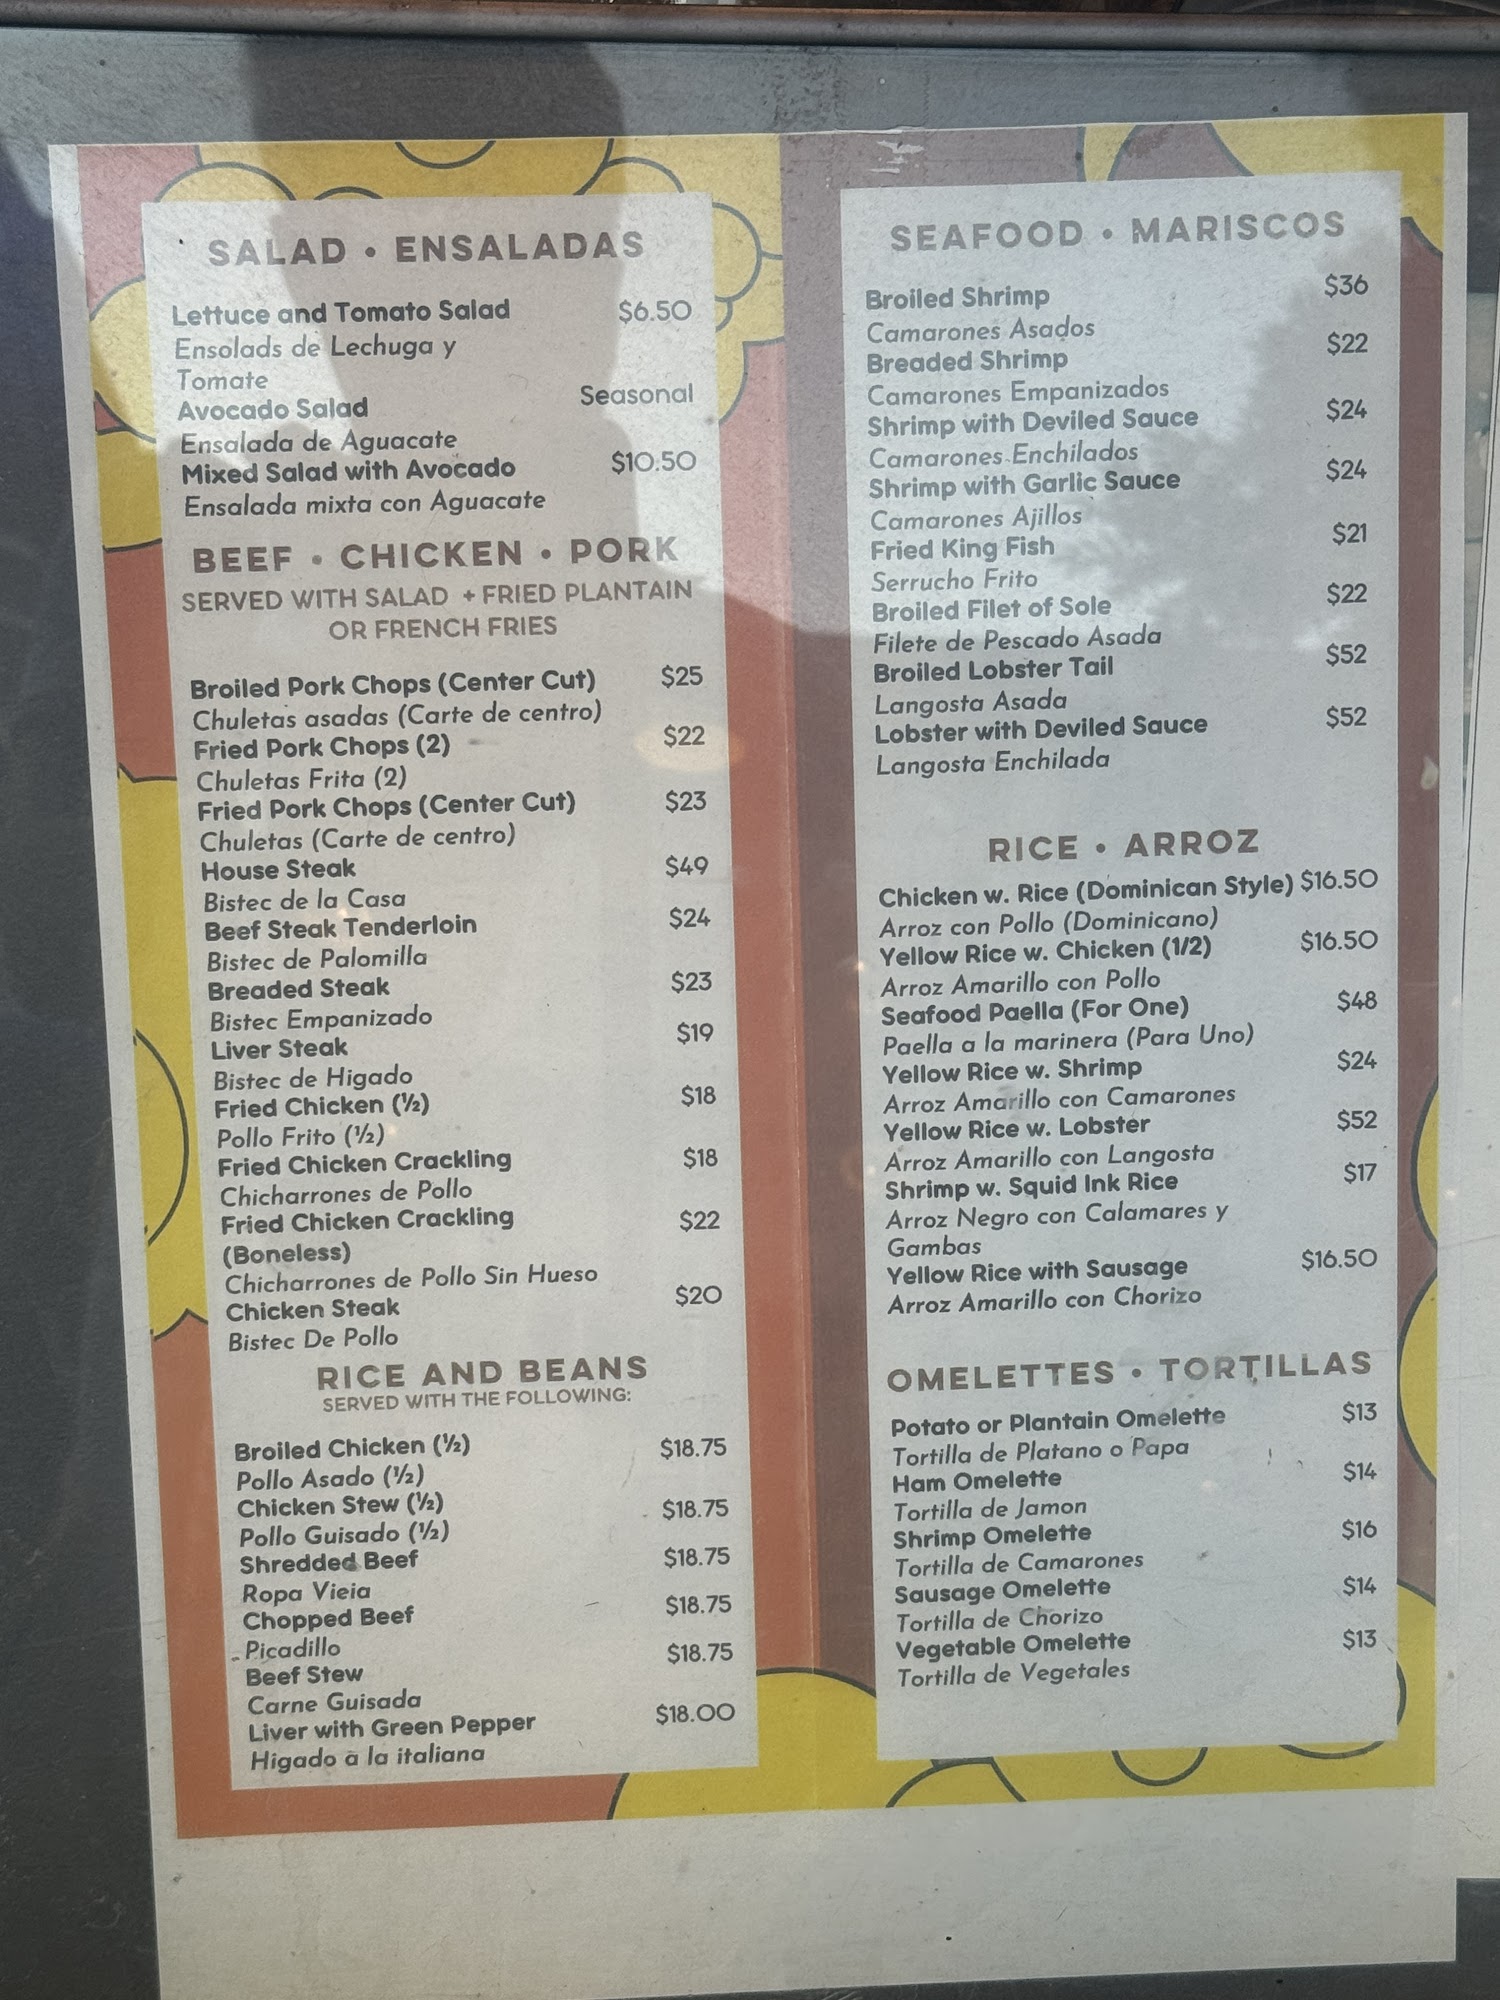 SALAD • ENSALADAS
Lettuce and Tomato Salad $6.50
Ensolads de Lechuga y
Tomate
Avocado Salad Seasonal
Ensalada de Aguacate
Mixed Salad with Avocado $10.50
Ensalada mixta con Aguacate
BEEF • CHICKEN • PORK
SERVED WITH SALAD + FRIED PLANTAIN
OR FRENCH FRIES
Broiled Pork Chops (Center Cut) $25
Chuletas asadas (Carte de centro)
Fried Pork Chops (2) $22
Chuletas Frita (2)
Fried Pork Chops (Center Cut) $23
Chuletas (Carte de centro)
House Steak $49
Bistec de la Casa
Beef Steak Tenderloin $24
Bistec de Palomilla
Breaded Steak $23
Bistec Empanizado
Liver Steak $19
Bistec de Higado
Fried Chicken (½) $18
Pollo Frito (½)
Fried Chicken Crackling $18
Chicharrones de Pollo
Fried Chicken Crackling $22
(Boneless)
Chicharrones de Pollo Sin Hueso
Chicken Steak $20
Bistec De Pollo
RICE AND BEANS
SERVED WITH THE FOLLOWING:
Broiled Chicken (½) $18.75
Pollo Asado (½)
Chicken Stew (½) $18.75
Pollo Guisado (½)
Shredded Beef $18.75
Ropa Vieia
Chopped Beef $18.75
Picadillo
Beef Stew $18.75
Carne Guisada
Liver with Green Pepper $18.00
Higado a la italiana
SEAFOOD • MARISCOS
Broiled Shrimp $36
Camarones Asados
Breaded Shrimp $22
Camarones Empanizados
Shrimp with Deviled Sauce $24
Camarones Enchilados
Shrimp with Garlic Sauce $24
Camarones Ajillos
Fried King Fish $21
Serrucho Frito
Broiled Filet of Sole $22
Filete de Pescado Asada
Broiled Lobster Tail $52
Langosta Asada
Lobster with Deviled Sauce $52
Langosta Enchilada
RICE • ARROZ
Chicken w. Rice (Dominican Style) $16.50
Arroz con Pollo (Dominicano)
Yellow Rice w. Chicken (1/2) $16.50
Arroz Amarillo con Pollo
Seafood Paella (For One) $48
Paella a la marinera (Para Uno)
Yellow Rice w. Shrimp $24
Arroz Amarillo con Camarones
Yellow Rice w. Lobster $52
Arroz Amarillo con Langosta
Shrimp w. Squid Ink Rice $17
Arroz Negro con Calamares y
Gambas
Yellow Rice with Sausage $16.50
Arroz Amarillo con Chorizo
OMELETTES • TORTILLAS
Potato or Plantain Omelette $13
Tortilla de Platano o Papa
Ham Omelette $14
Tortilla de Jamon
Shrimp Omelette $16
Tortilla de Camarones
Sausage Omelette $14
Tortilla de Chorizo
Vegetable Omelette $13
Tortilla de Vegetales